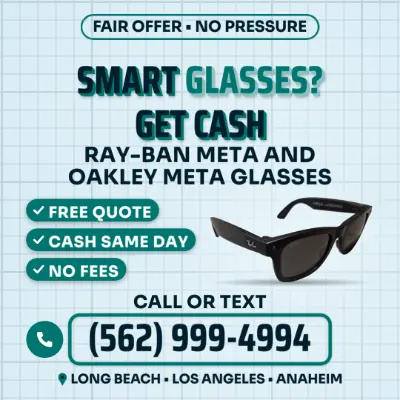 FAIR OFFER • NO PRESSURE
SMART GLASSES?
GET CASH
RAY-BAN META AND
OAKLEY META GLASSES
FREE QUOTE
CASH SAME DAY
NO FEES
CALL OR TEXT
(562) 999-4994
LONG BEACH • LOS ANGELES • ANAHEIM